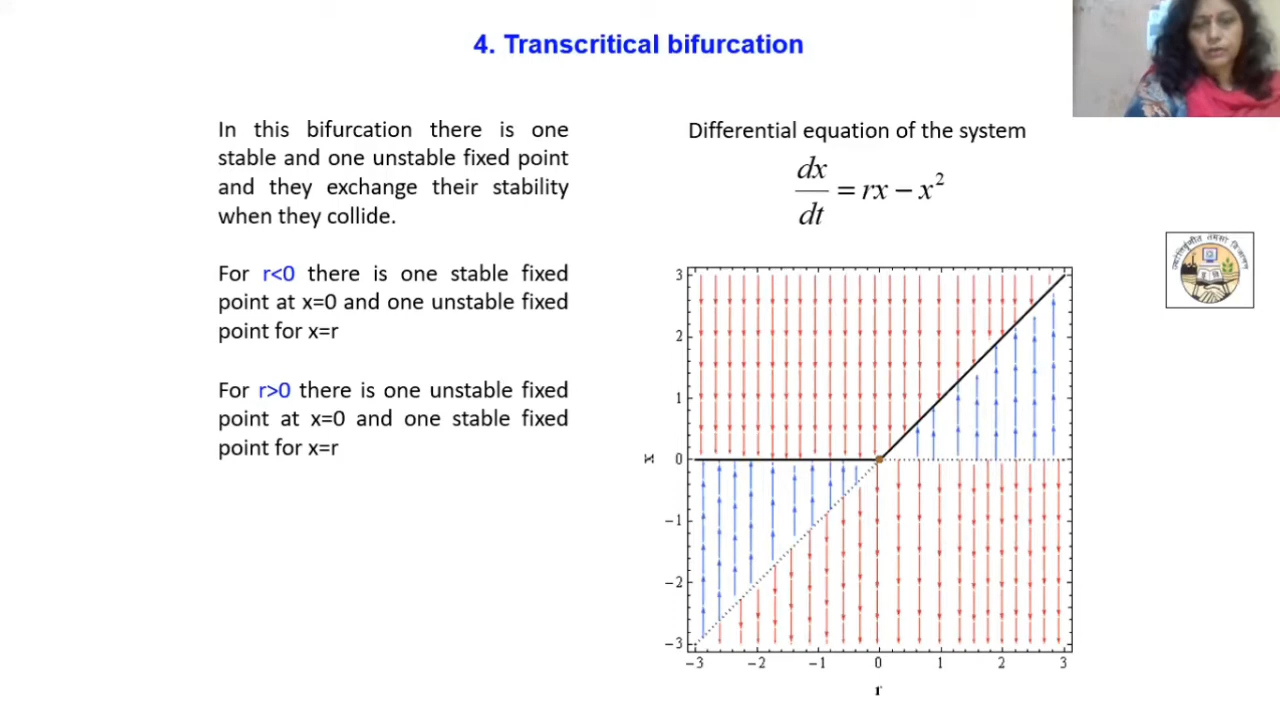 4. Transcritical bifurcation
In this bifurcation there is one
stable and one unstable fixed point
and they exchange their stability
when they collide.
For r<0 there is one stable fixed
point at x=0 and one unstable fixed
point for x=r
For r>0 there is one unstable fixed
point at x=0 and one stable fixed
point for x=r
Differential equation of the system
dx/dt = rx − x²
3
2
1
x 0
−1
−2
−3
−3 −2 −1 0 1 2 3
r